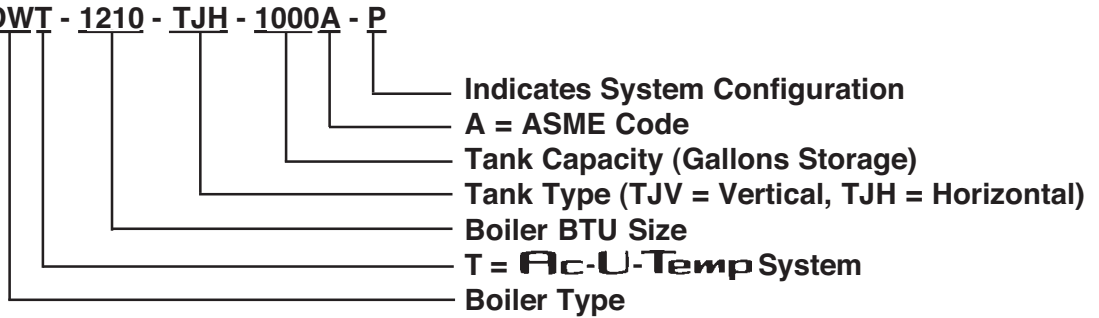 DWT - 1210 - TJH - 1000A - P
Indicates System Configuration
A = ASME Code
Tank Capacity (Gallons Storage)
Tank Type (TJV = Vertical, TJH = Horizontal)
Boiler BTU Size
T = Ac-U-Temp System
Boiler Type